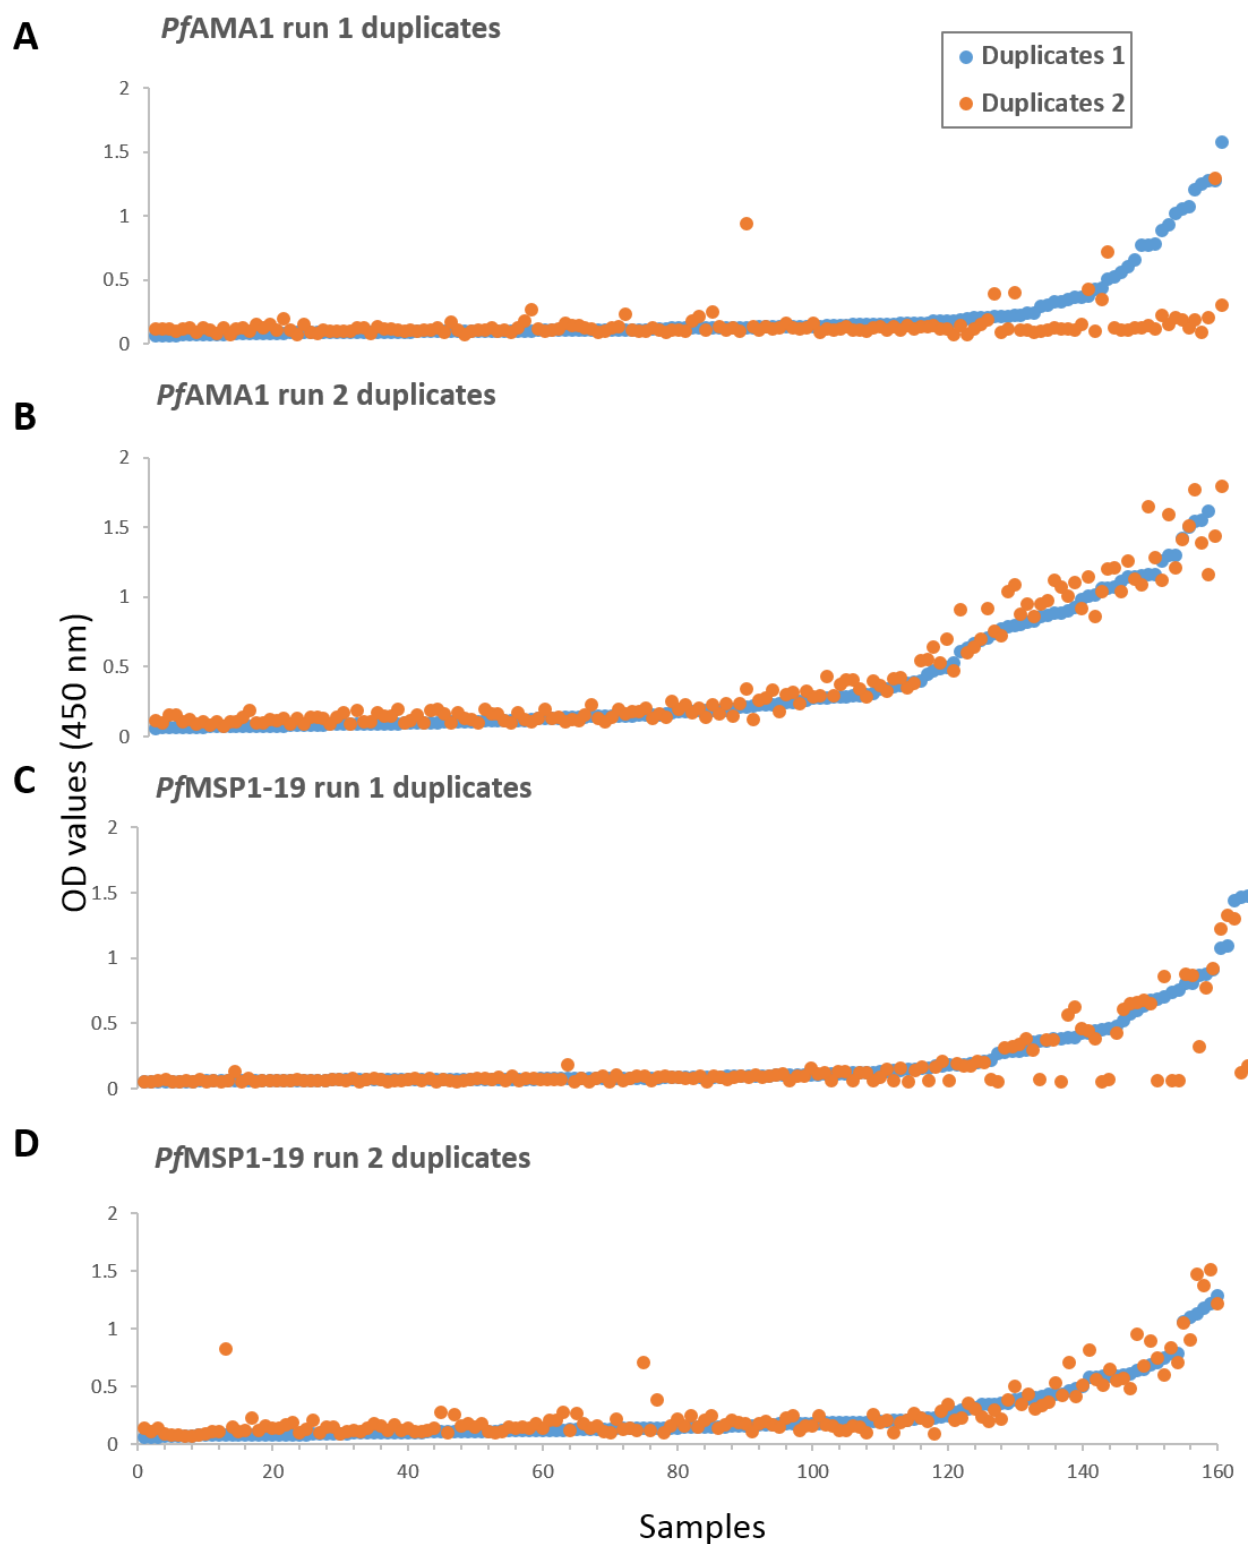 A
PfAMA1 run 1 duplicates
Duplicates 1
Duplicates 2
2
1.5
1
0.5
0
B
PfAMA1 run 2 duplicates
2
1.5
1
0.5
0
C
PfMSP1-19 run 1 duplicates
OD values (450 nm)
2
1.5
1
0.5
0
D
PfMSP1-19 run 2 duplicates
2
1.5
1
0.5
0
0 20 40 60 80 100 120 140 160
Samples